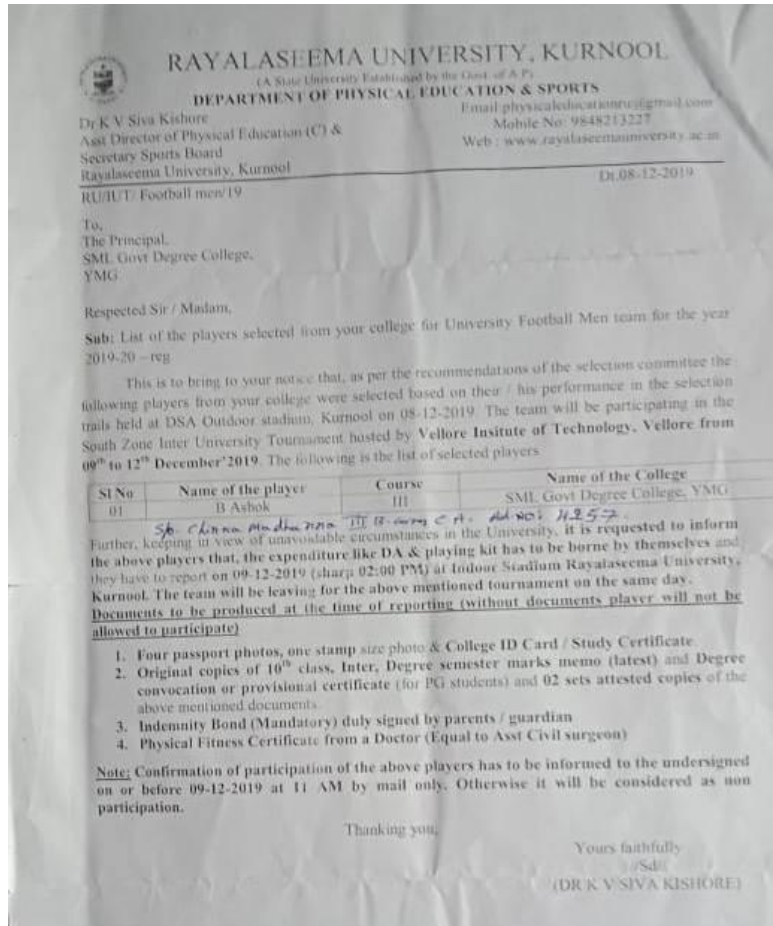 RAYALASEEMA UNIVERSITY, KURNOOL
(A State University Established by the Govt. of A P)
DEPARTMENT OF PHYSICAL EDUCATION & SPORTS
Dr K V Siva Kishore
Asst Director of Physical Education (C) &
Secretary Sports Board
Rayalaseema University, Kurnool
Email physicaleducationru@gmail.com
Mobile No: 9848213227
Web : www.rayalaseemauniversity.ac.in
RU/IUT/ Football men/19
Dt.08-12-2019
To,
The Principal,
SML Govt Degree College,
YMG
Respected Sir / Madam,
Sub: List of the players selected from your college for University Football Men team for the year
2019-20 – reg
This is to bring to your notice that, as per the recommendations of the selection committee the
following players from your college were selected based on their / his performance in the selection
trails held at DSA Outdoor stadium, Kurnool on 08-12-2019. The team will be participating in the
South Zone Inter University Tournament hosted by Vellore Insitute of Technology, Vellore from
09th to 12th December'2019. The following is the list of selected players
Sl No Name of the player Course Name of the College
01 B Ashok III SML Govt Degree College, YMG
S/o. Chinna Madhanna III Ad.No: 4257
Further, keeping in view of unavoidable circumstances in the University, it is requested to inform
the above players that, the expenditure like DA & playing kit has to be borne by themselves and
they have to report on 09-12-2019 (sharp 02:00 PM) at Indoor Stadium Rayalaseema University,
Kurnool. The team will be leaving for the above mentioned tournament on the same day.
Documents to be produced at the time of reporting (without documents player will not be
allowed to participate)
1. Four passport photos, one stamp size photo & College ID Card / Study Certificate
2. Original copies of 10th class, Inter, Degree semester marks memo (latest) and Degree
convocation or provisional certificate (for PG students) and 02 sets attested copies of the
above mentioned documents
3. Indemnity Bond (Mandatory) duly signed by parents / guardian
4. Physical Fitness Certificate from a Doctor (Equal to Asst Civil surgeon)
Note: Confirmation of participation of the above players has to be informed to the undersigned
on or before 09-12-2019 at 11 AM by mail only. Otherwise it will be considered as non
participation.
Thanking you,
Yours faithfully
/Sd/
(DR K V SIVA KISHORE)